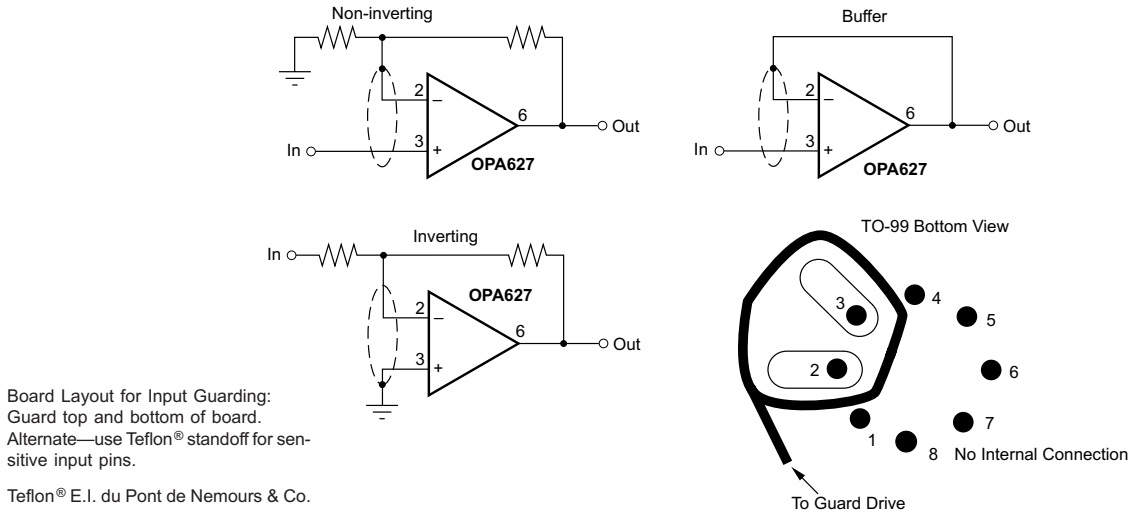 Non-inverting
2
–
6
Out
3
In
+
OPA627
Buffer
2
–
6
Out
3
In
+
OPA627
In
Inverting
OPA627
2
–
6
Out
3
+
TO-99 Bottom View
3
4
5
2
6
7
1
8 No Internal Connection
To Guard Drive
Board Layout for Input Guarding:
Guard top and bottom of board.
Alternate—use Teflon® standoff for sen-
sitive input pins.
Teflon® E.I. du Pont de Nemours & Co.